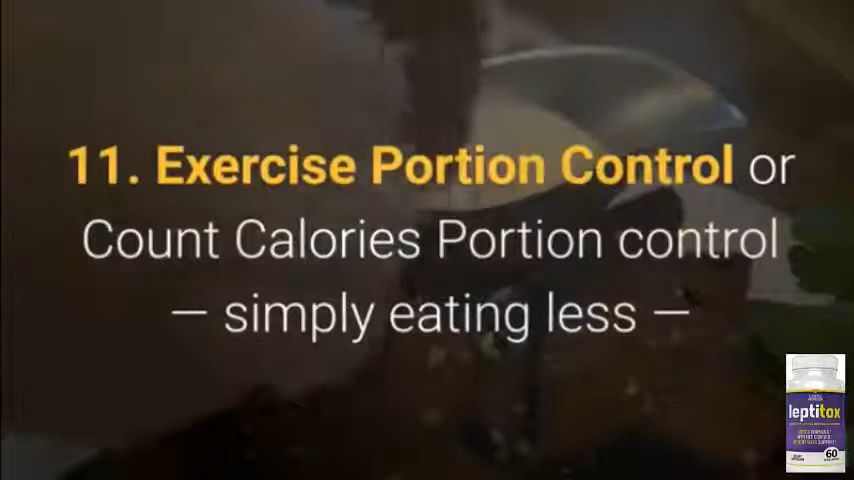 11. Exercise Portion Control or
Count Calories Portion control
— simply eating less —
leptitox
60